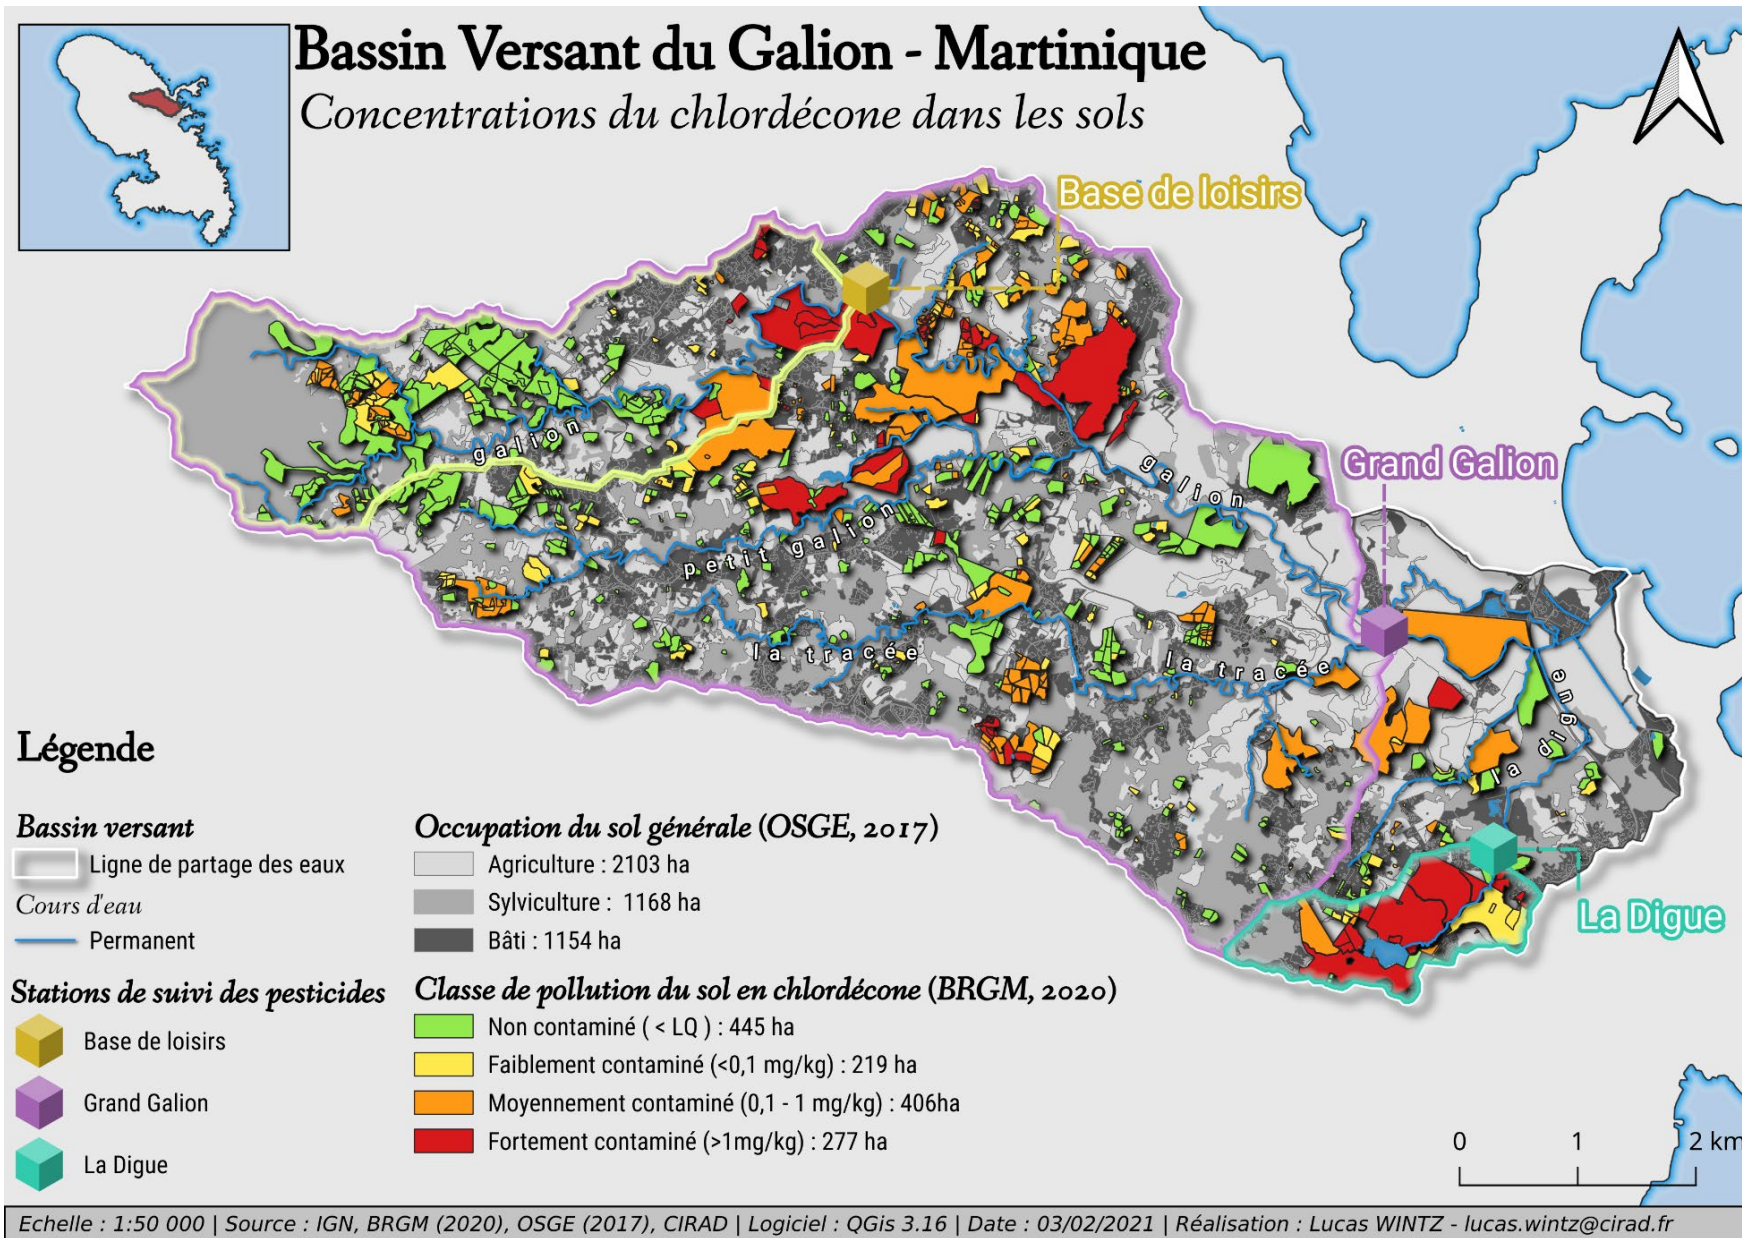 Bassin Versant du Galion - Martinique
Concentrations du chlordécone dans les sols
Base de loisirs
Grand Galion
galion
galion
petit galion
la tracée
la tracée
la digue
La Digue
Légende
Bassin versant
Ligne de partage des eaux
Cours d'eau
Permanent
Stations de suivi des pesticides
Base de loisirs
Grand Galion
La Digue
Occupation du sol générale (OSGE, 2017)
Agriculture : 2103 ha
Sylviculture : 1168 ha
Bâti : 1154 ha
Classe de pollution du sol en chlordécone (BRGM, 2020)
Non contaminé ( < LQ ) : 445 ha
Faiblement contaminé (<0,1 mg/kg) : 219 ha
Moyennement contaminé (0,1 - 1 mg/kg) : 406ha
Fortement contaminé (>1mg/kg) : 277 ha
0 1 2 km
Echelle : 1:50 000 | Source : IGN, BRGM (2020), OSGE (2017), CIRAD | Logiciel : QGis 3.16 | Date : 03/02/2021 | Réalisation : Lucas WINTZ - lucas.wintz@cirad.fr